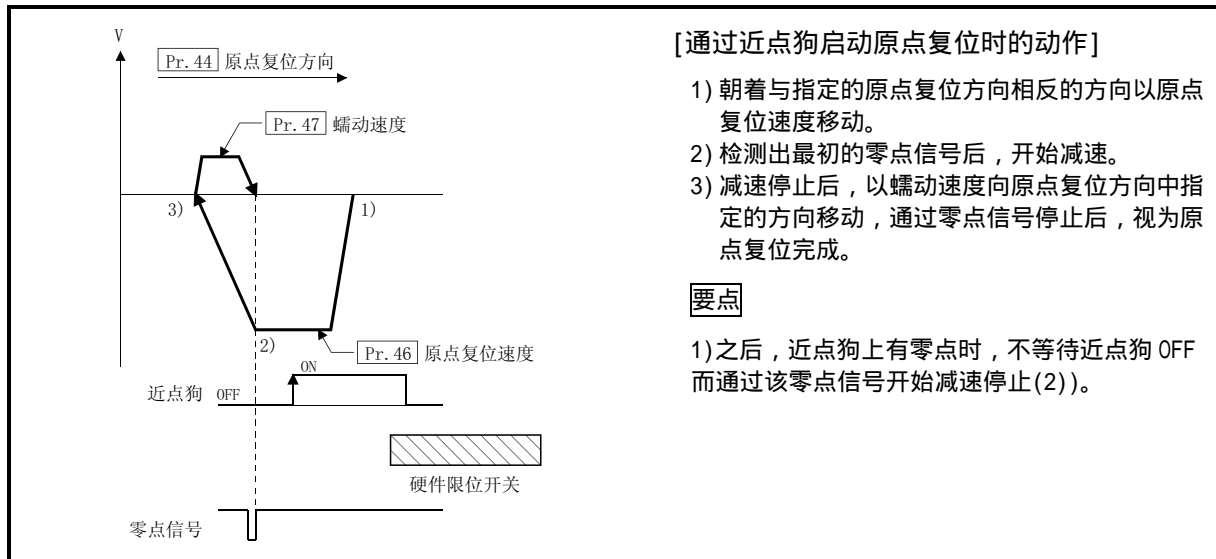 V
Pr. 44 原点复位方向
Pr. 47 蠕动速度
3)
1)
2)
Pr. 46 原点复位速度
ON
近点狗 OFF
硬件限位开关
零点信号
[通过近点狗启动原点复位时的动作]
1) 朝着与指定的原点复位方向相反的方向以原点
复位速度移动。
2) 检测出最初的零点信号后，开始减速。
3) 减速停止后，以蠕动速度向原点复位方向中指
定的方向移动，通过零点信号停止后，视为原
点复位完成。
要点
1)之后，近点狗上有零点时，不等待近点狗 OFF
而通过该零点信号开始减速停止(2))。